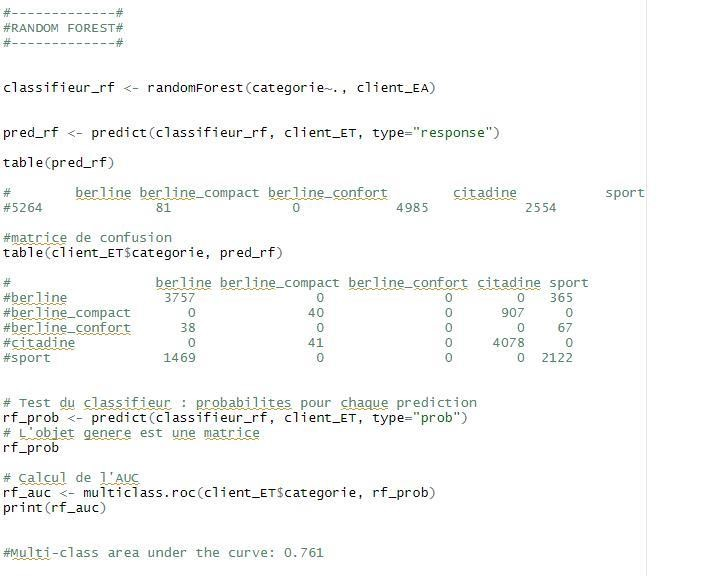 #-------------#
#RANDOM FOREST#
#-------------#
classifieur_rf <- randomForest(categorie~., client_EA)
pred_rf <- predict(classifieur_rf, client_ET, type="response")
table(pred_rf)
# berline berline_compact berline_confort citadine sport
#5264 81 0 4985 2554
#matrice de confusion
table(client_ET$categorie, pred_rf)
# berline berline_compact berline_confort citadine sport
#berline 3757 0 0 0 365
#berline_compact 0 40 0 907 0
#berline_confort 38 0 0 0 67
#citadine 0 41 0 4078 0
#sport 1469 0 0 0 2122
# Test du classifieur : probabilites pour chaque prediction
rf_prob <- predict(classifieur_rf, client_ET, type="prob")
# L'objet genere est une matrice
rf_prob
# Calcul de l'AUC
rf_auc <- multiclass.roc(client_ET$categorie, rf_prob)
print(rf_auc)
#Multi-class area under the curve: 0.761